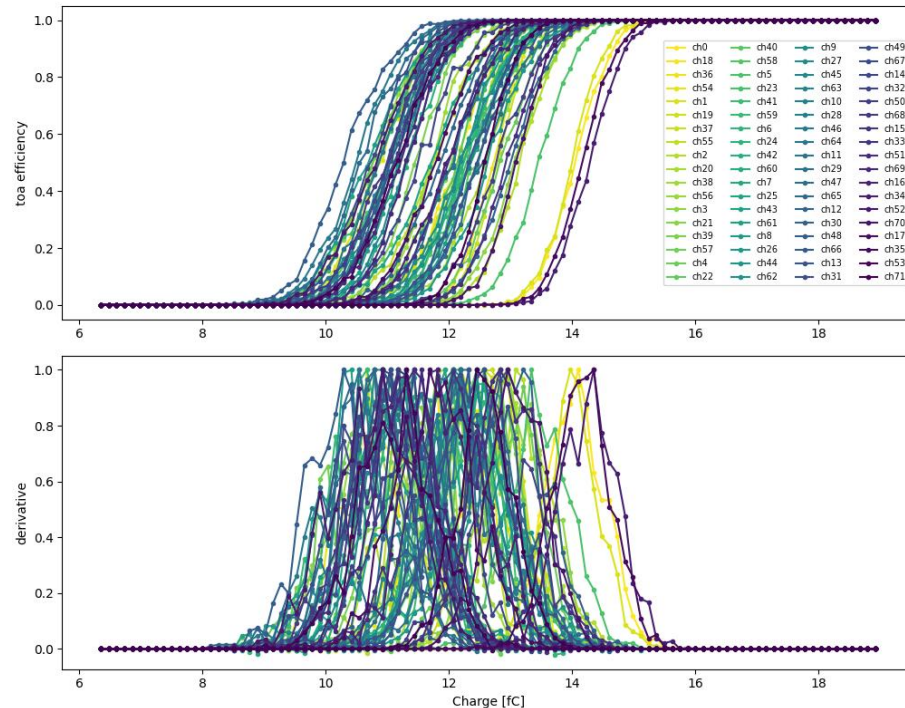 1.0
0.8
0.6
0.4
0.2
0.0
toa efficiency
6 8 10 12 14 16 18
ch0 ch40 ch9 ch49
ch18 ch58 ch27 ch67
ch36 ch5 ch45 ch14
ch54 ch23 ch63 ch32
ch1 ch41 ch10 ch50
ch19 ch59 ch28 ch68
ch37 ch6 ch46 ch15
ch55 ch24 ch64 ch33
ch2 ch42 ch11 ch51
ch20 ch60 ch29 ch69
ch38 ch7 ch47 ch16
ch56 ch25 ch65 ch34
ch3 ch43 ch12 ch52
ch21 ch61 ch30 ch70
ch39 ch8 ch48 ch17
ch57 ch26 ch66 ch35
ch4 ch44 ch13 ch53
ch22 ch62 ch31 ch71
1.0
0.8
0.6
0.4
0.2
0.0
derivative
6 8 10 12 14 16 18
Charge [fC]